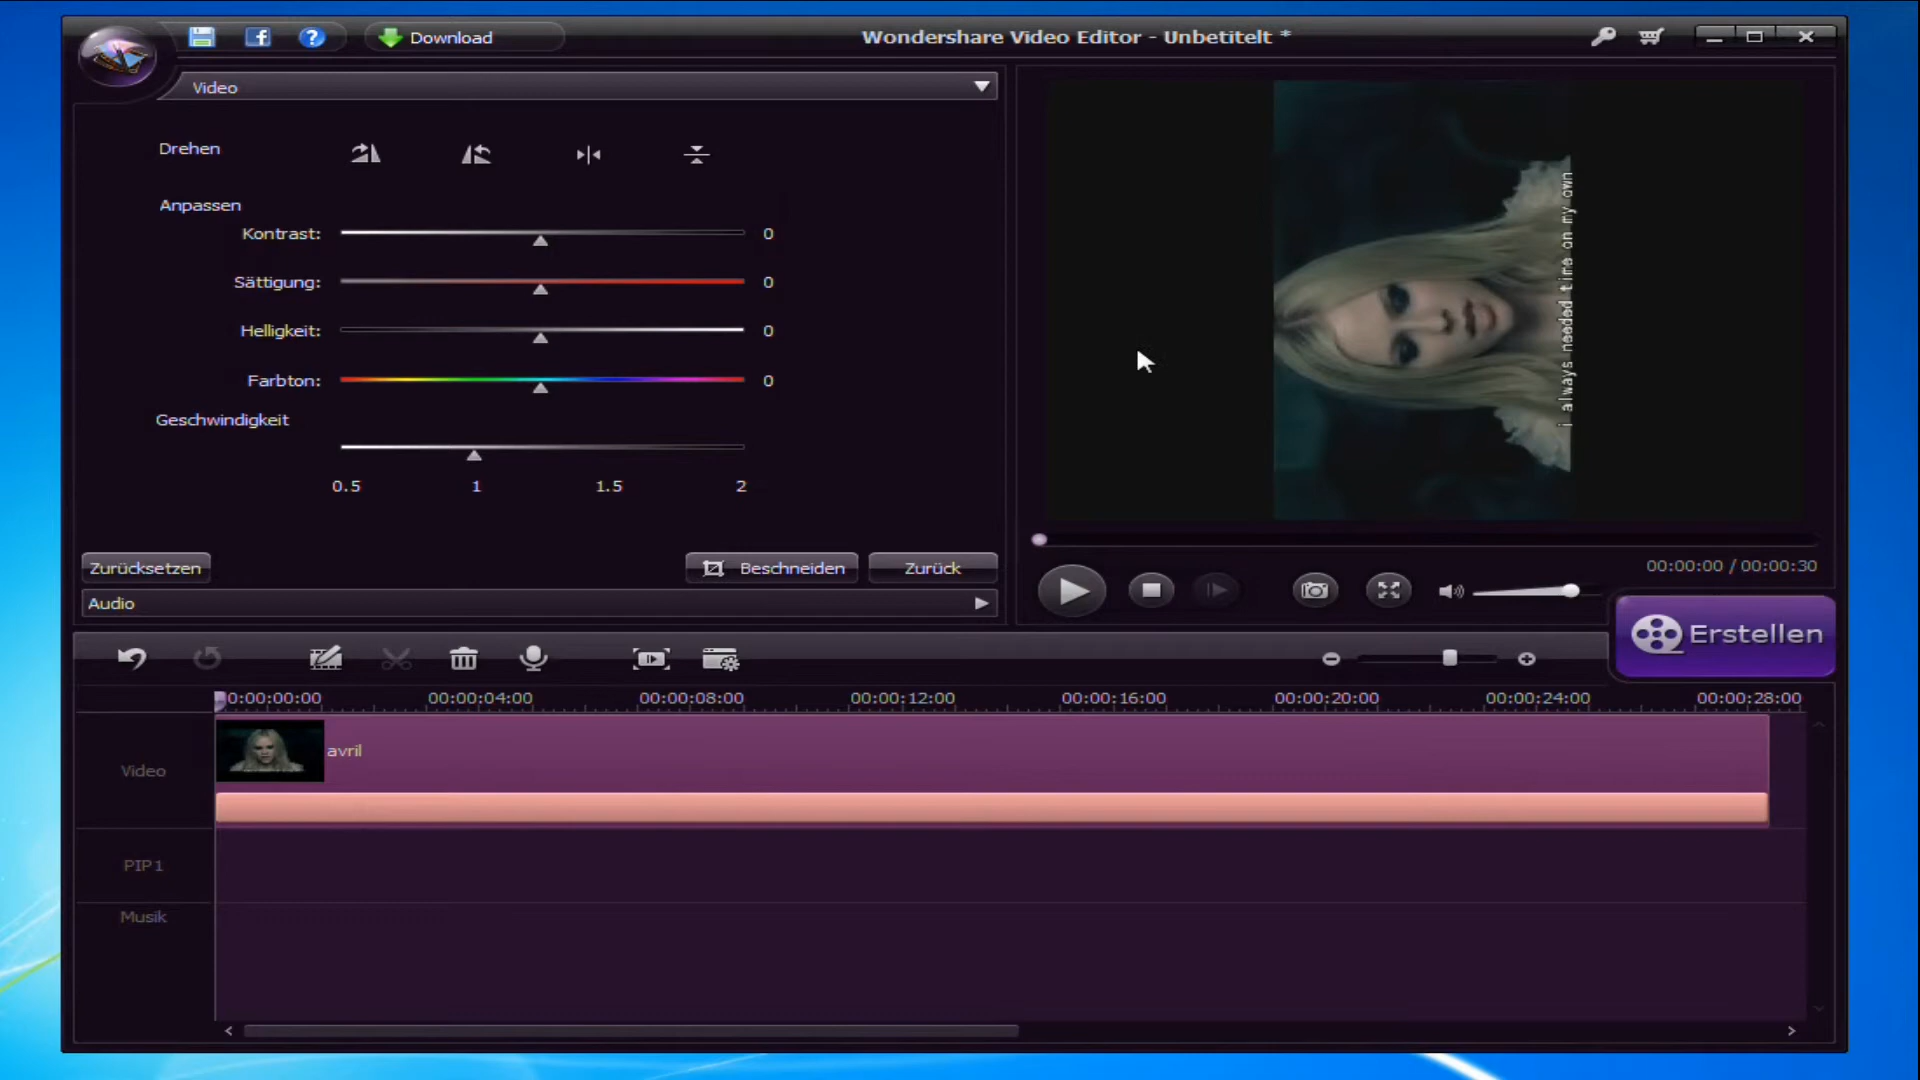 Download
Wondershare Video Editor - Unbetitelt *
Video
Drehen
Anpassen
Kontrast: 0
Sättigung: 0
Helligkeit: 0
Farbton: 0
Geschwindigkeit
0.5 1 1.5 2
Zurücksetzen Beschneiden Zurück
Audio
i always needed time on my own
00:00:00 / 00:00:30
Erstellen
00:00:00:00 00:00:04:00 00:00:08:00 00:00:12:00 00:00:16:00 00:00:20:00 00:00:24:00 00:00:28:00
Video
avril
PIP1
Musik